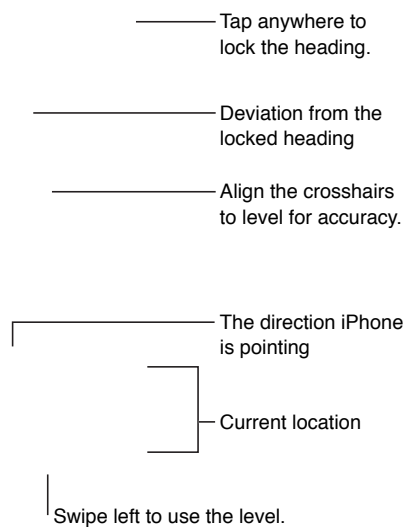 Tap anywhere to
lock the heading.
Deviation from the
locked heading
Align the crosshairs
to level for accuracy.
The direction iPhone
is pointing
Current location
Swipe left to use the level.